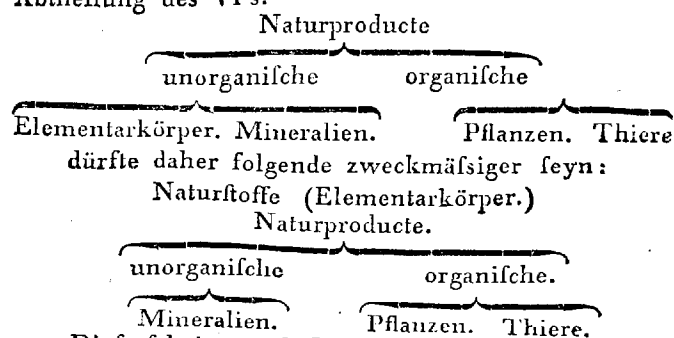 Naturproducte
unorganiſche organiſche
Elementarkörper. Mineralien. Pflanzen. Thiere
dürfte daher folgende zweckmäſsiger ſeyn:
Naturſtoffe (Elementarkörper.)
Naturproducte.
unorganiſche organiſche.
Mineralien. Pflanzen. Thiere.